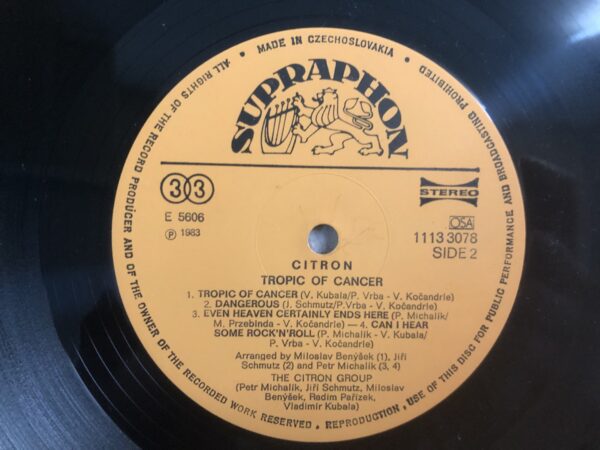 • MADE IN CZECHOSLOVAKIA •
ALL RIGHTS OF THE RECORD PRODUCER AND OF THE OWNER OF THE RECORDED WORK RESERVED • REPRODUCTION, USE OF THIS DISC FOR PUBLIC PERFORMANCE AND BROADCASTING PROHIBITED
SUPRAPHON
33
STEREO
E 5606
℗ 1983
OSA
1113 3078
SIDE 2
CITRON
TROPIC OF CANCER
1. TROPIC OF CANCER (V. Kubala/P. Vrba - V. Kočandrle)
2. DANGEROUS (J. Schmutz/P. Vrba - V. Kočandrle)
3. EVEN HEAVEN CERTAINLY ENDS HERE (P. Michalík/
M. Przebinda - V. Kočandrle) — 4. CAN I HEAR
SOME ROCK'N'ROLL (P. Michalík - V. Kubala/
P. Vrba - V. Kočandrle)
Arranged by Miloslav Benýšek (1), Jiří
Schmutz (2) and Petr Michalík (3, 4)
THE CITRON GROUP
(Petr Michalík, Jiří Schmutz, Miloslav
Benýšek, Radim Pařízek,
Vladimír Kubala)